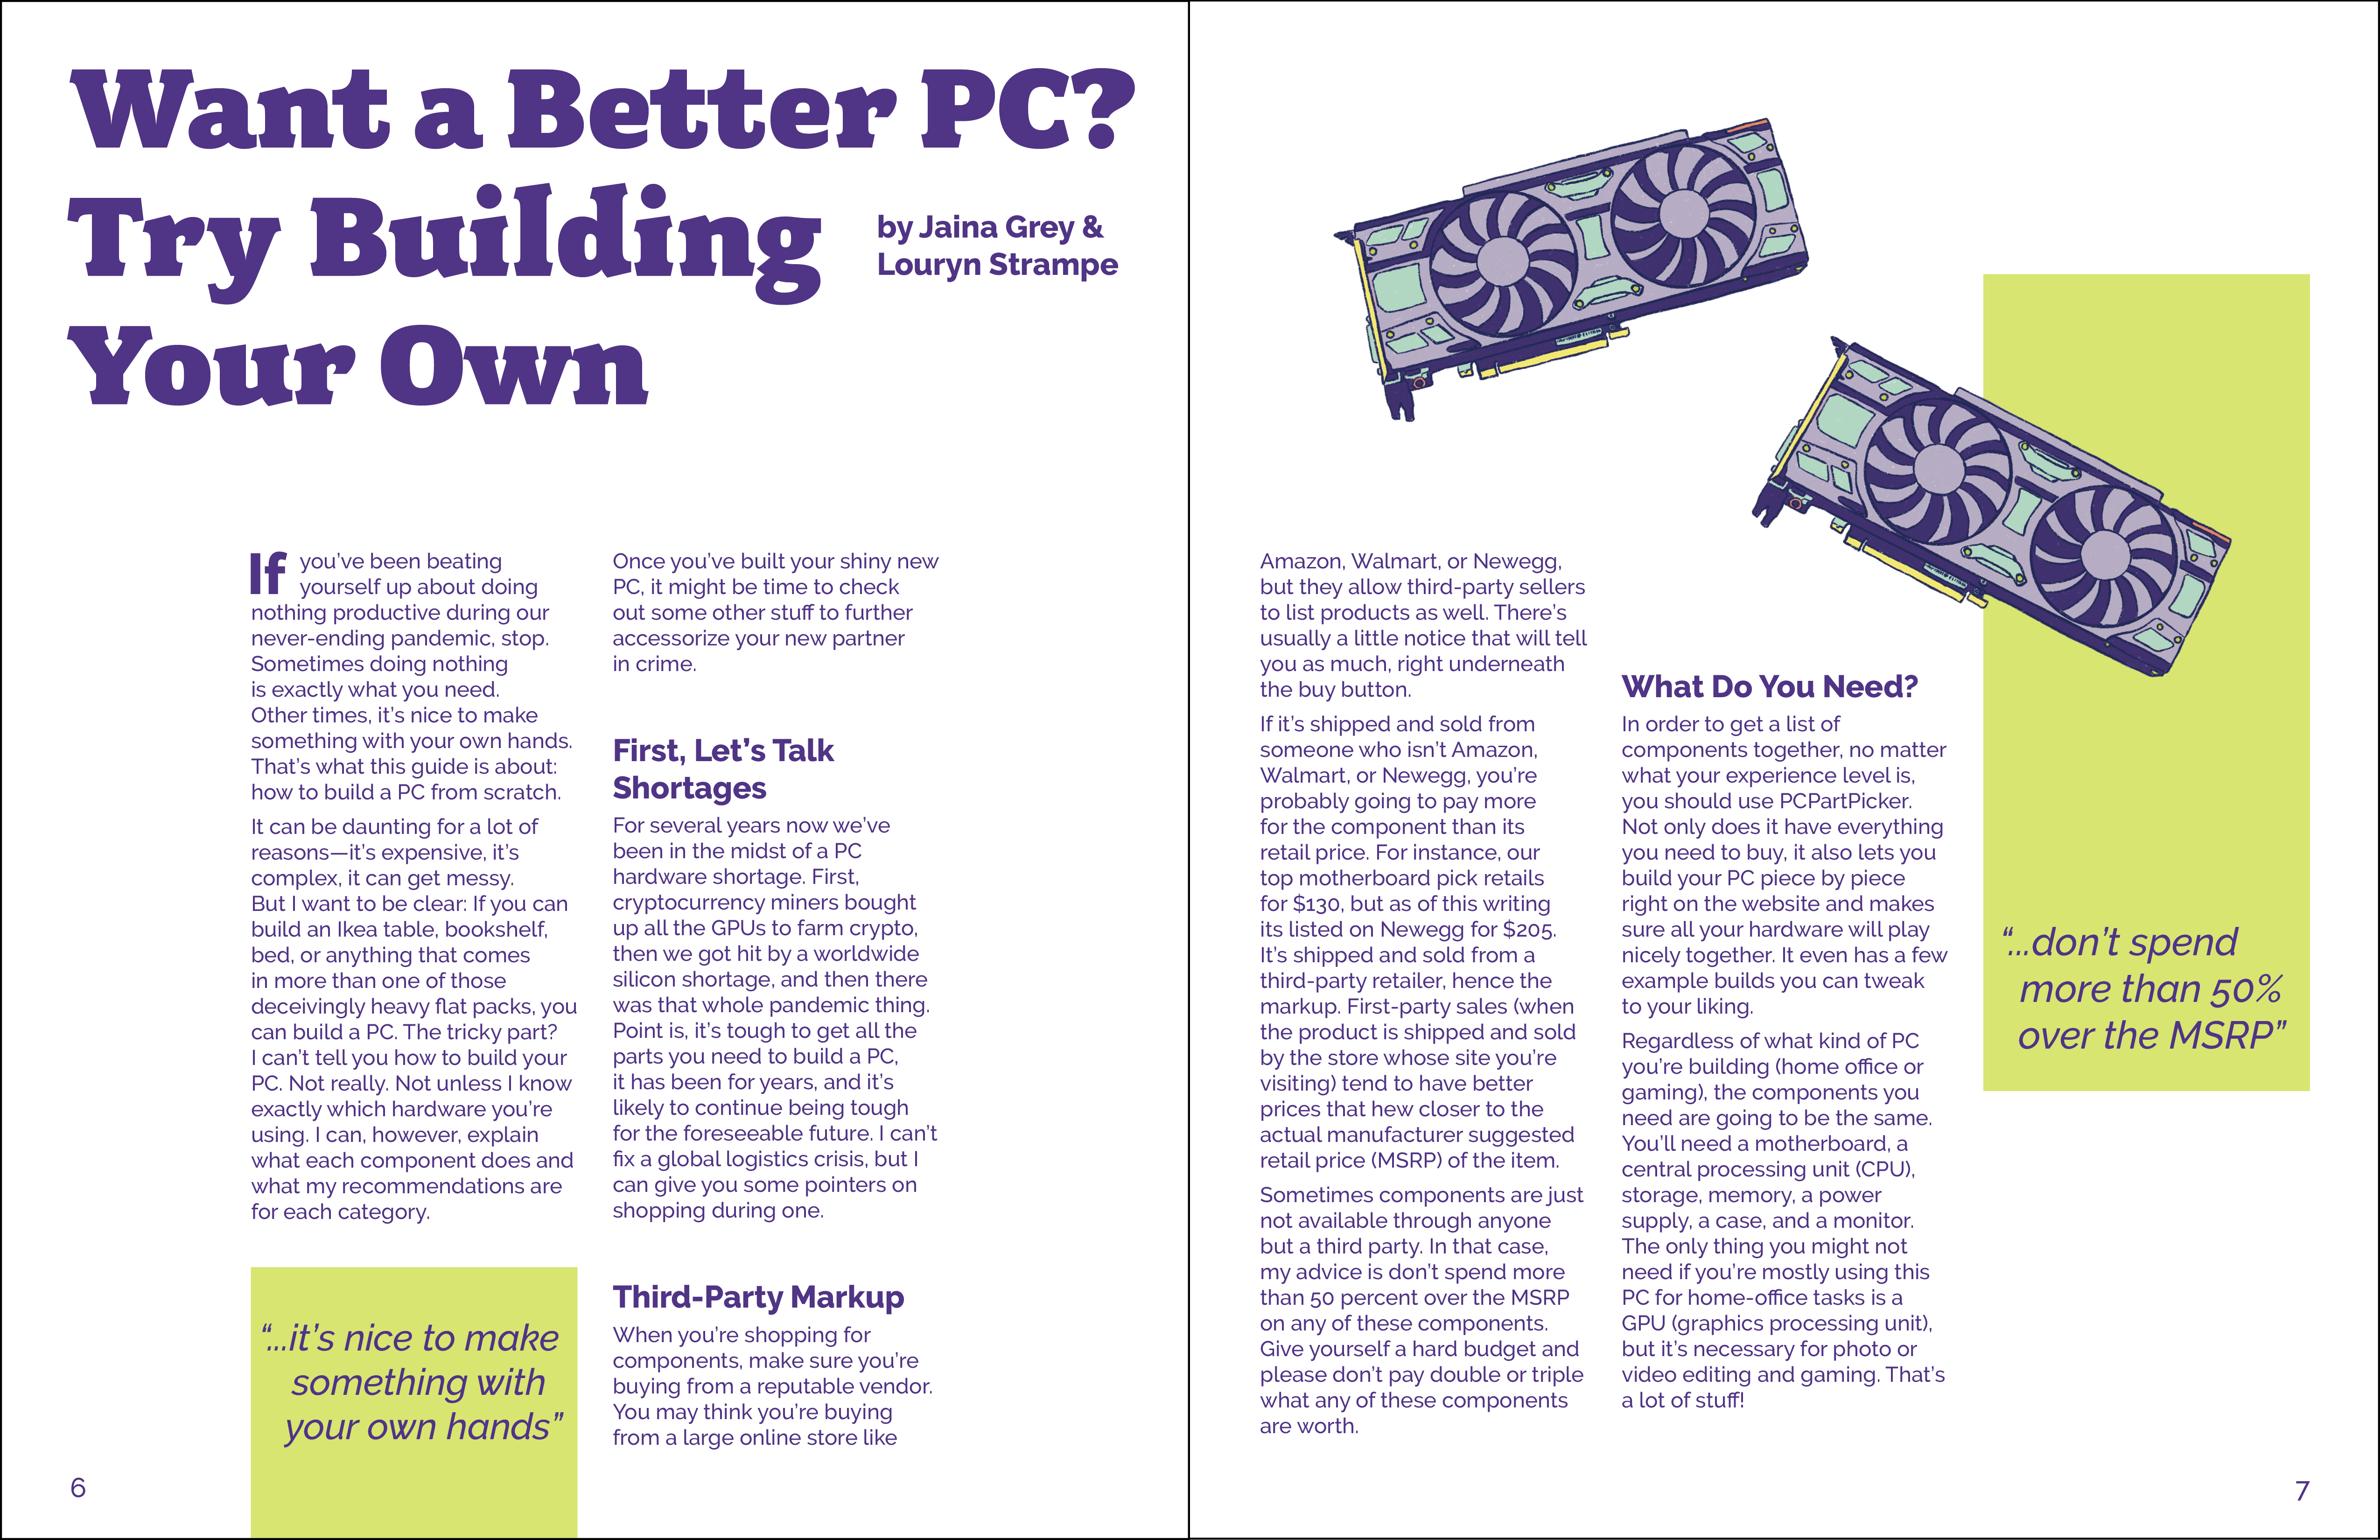 Want a Better PC?
Try Building
Your Own
by Jaina Grey &
Louryn Strampe
If you've been beating
yourself up about doing
nothing productive during our
never-ending pandemic, stop.
Sometimes doing nothing
is exactly what you need.
Other times, it's nice to make
something with your own hands.
That's what this guide is about:
how to build a PC from scratch.
It can be daunting for a lot of
reasons—it's expensive, it's
complex, it can get messy.
But I want to be clear: If you can
build an Ikea table, bookshelf,
bed, or anything that comes
in more than one of those
deceivingly heavy flat packs, you
can build a PC. The tricky part?
I can't tell you how to build your
PC. Not really. Not unless I know
exactly which hardware you're
using. I can, however, explain
what each component does and
what my recommendations are
for each category.
“...it's nice to make
something with
your own hands”
Once you've built your shiny new
PC, it might be time to check
out some other stuff to further
accessorize your new partner
in crime.
First, Let's Talk
Shortages
For several years now we've
been in the midst of a PC
hardware shortage. First,
cryptocurrency miners bought
up all the GPUs to farm crypto,
then we got hit by a worldwide
silicon shortage, and then there
was that whole pandemic thing.
Point is, it's tough to get all the
parts you need to build a PC,
it has been for years, and it's
likely to continue being tough
for the foreseeable future. I can't
fix a global logistics crisis, but I
can give you some pointers on
shopping during one.
Third-Party Markup
When you're shopping for
components, make sure you're
buying from a reputable vendor.
You may think you're buying
from a large online store like
6
Amazon, Walmart, or Newegg,
but they allow third-party sellers
to list products as well. There's
usually a little notice that will tell
you as much, right underneath
the buy button.
If it's shipped and sold from
someone who isn't Amazon,
Walmart, or Newegg, you're
probably going to pay more
for the component than its
retail price. For instance, our
top motherboard pick retails
for $130, but as of this writing
its listed on Newegg for $205.
It's shipped and sold from a
third-party retailer, hence the
markup. First-party sales (when
the product is shipped and sold
by the store whose site you're
visiting) tend to have better
prices that hew closer to the
actual manufacturer suggested
retail price (MSRP) of the item.
Sometimes components are just
not available through anyone
but a third party. In that case,
my advice is don't spend more
than 50 percent over the MSRP
on any of these components.
Give yourself a hard budget and
please don't pay double or triple
what any of these components
are worth.
What Do You Need?
In order to get a list of
components together, no matter
what your experience level is,
you should use PCPartPicker.
Not only does it have everything
you need to buy, it also lets you
build your PC piece by piece
right on the website and makes
sure all your hardware will play
nicely together. It even has a few
example builds you can tweak
to your liking.
Regardless of what kind of PC
you're building (home office or
gaming), the components you
need are going to be the same.
You'll need a motherboard, a
central processing unit (CPU),
storage, memory, a power
supply, a case, and a monitor.
The only thing you might not
need if you're mostly using this
PC for home-office tasks is a
GPU (graphics processing unit),
but it's necessary for photo or
video editing and gaming. That's
a lot of stuff!
“...don't spend
more than 50%
over the MSRP”
7